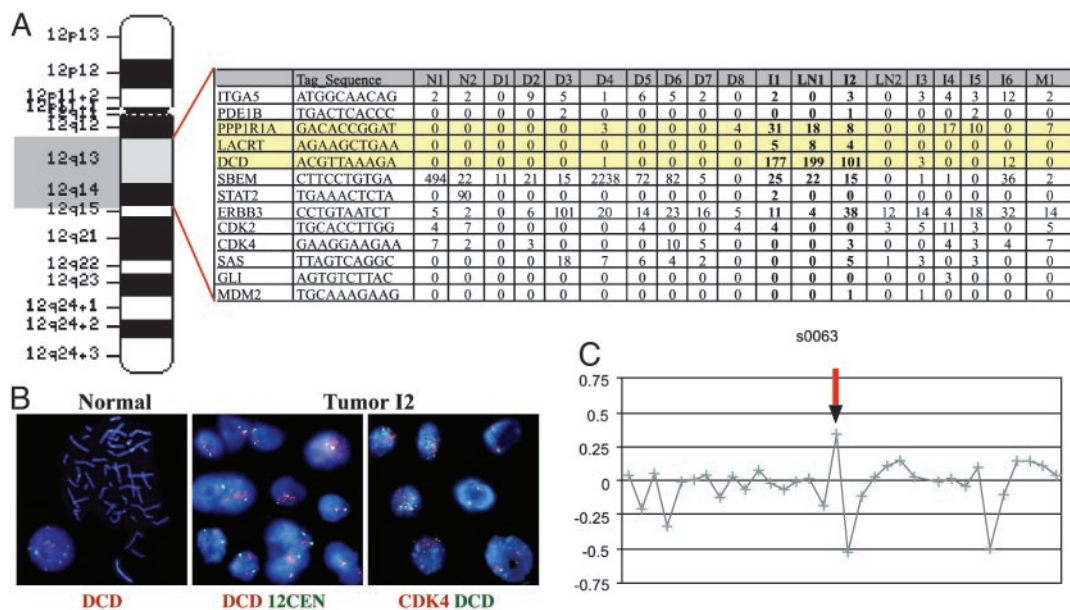 A
12p13
12p12
12p11+2
12q12
12q13
12q14
12q15
12q21
12q22
12q23
12q24+1
12q24+2
12q24+3
Tag_Sequence N1 N2 D1 D2 D3 D4 D5 D6 D7 D8 I1 LN1 I2 LN2 I3 I4 I5 I6 M1
ITGA5 ATGGCAACAG 2 2 0 9 5 1 6 5 2 0 2 0 3 0 3 4 3 12 2
PDE1B TGACTCACCC 0 0 0 0 2 0 0 0 0 0 0 0 1 0 0 0 1 0 0
PPP1R1A GACACCGGAT 0 0 0 0 0 3 0 0 0 4 31 18 8 0 0 17 10 0 7
LACRT AGAAGCTGAA 0 0 0 0 0 0 0 0 0 0 5 8 4 0 0 0 0 0 0
DCD ACGTTAAAGA 0 0 0 0 0 1 0 0 0 0 177 199 101 0 3 0 0 12 0
SBEM CTTCCTGTGA 494 22 11 21 15 2238 72 82 5 0 25 22 15 0 1 1 0 36 2
STAT2 TGAAACTCTA 0 90 0 0 0 0 0 0 0 0 2 0 0 0 0 0 0 0 0
ERBB3 CCTGTAATCT 5 2 0 6 101 20 14 23 16 5 11 4 38 12 14 4 18 32 14
CDK2 TGCACCTTGG 4 7 0 0 0 0 4 0 0 8 4 0 0 3 5 11 3 0 5
CDK4 GAAGGAAGAA 7 2 0 3 0 0 0 10 5 0 0 0 3 0 0 4 3 4 7
SAS TTAGTCAGGC 0 0 0 0 18 7 6 4 2 0 0 0 5 1 3 0 3 0 0
GLI AGTGTCTTAC 0 0 0 0 0 0 0 0 0 0 0 0 0 0 0 3 0 0 0
MDM2 TGCAAAGAAG 0 0 0 0 0 0 0 0 0 0 0 0 1 0 1 0 0 0 0
B
Normal
Tumor I2
DCD
DCD 12CEN
CDK4 DCD
C
s0063
0.75
0.5
0.25
0
-0.25
-0.5
-0.75